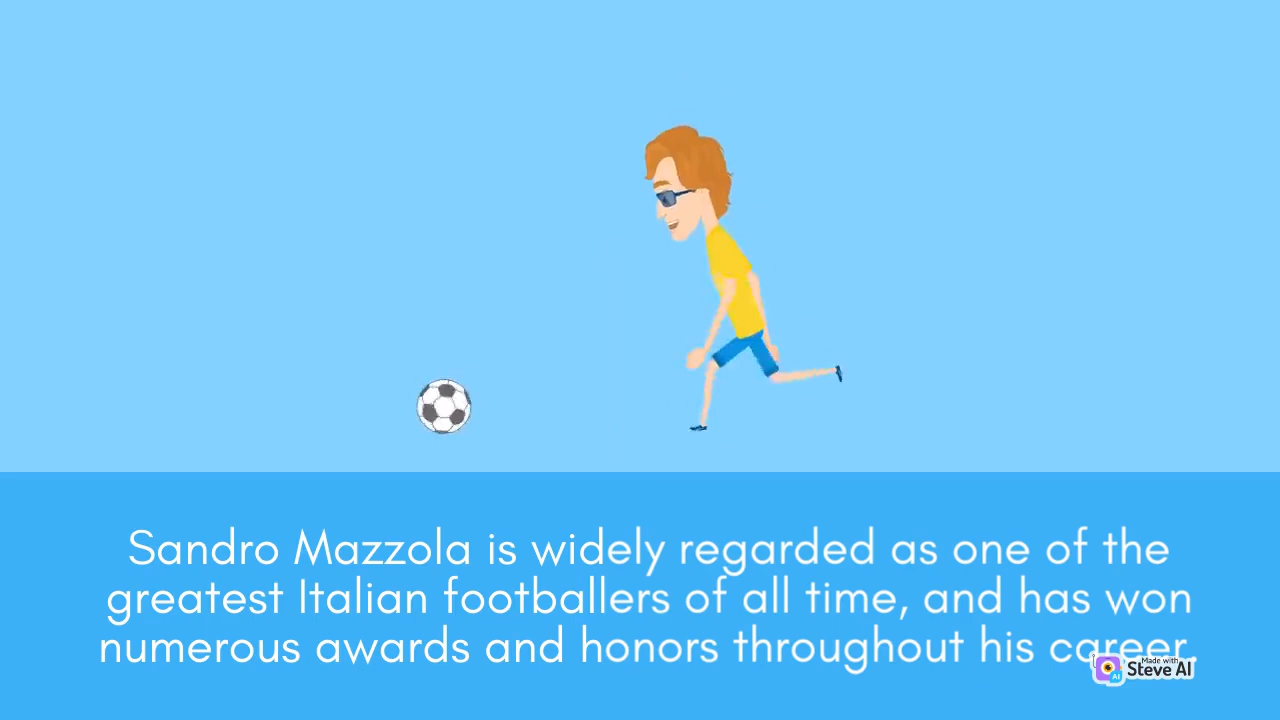 Sandro Mazzola is widely regarded as one of the
greatest Italian footballers of all time, and has won
numerous awards and honors throughout his career.
Made with
Steve AI
AI